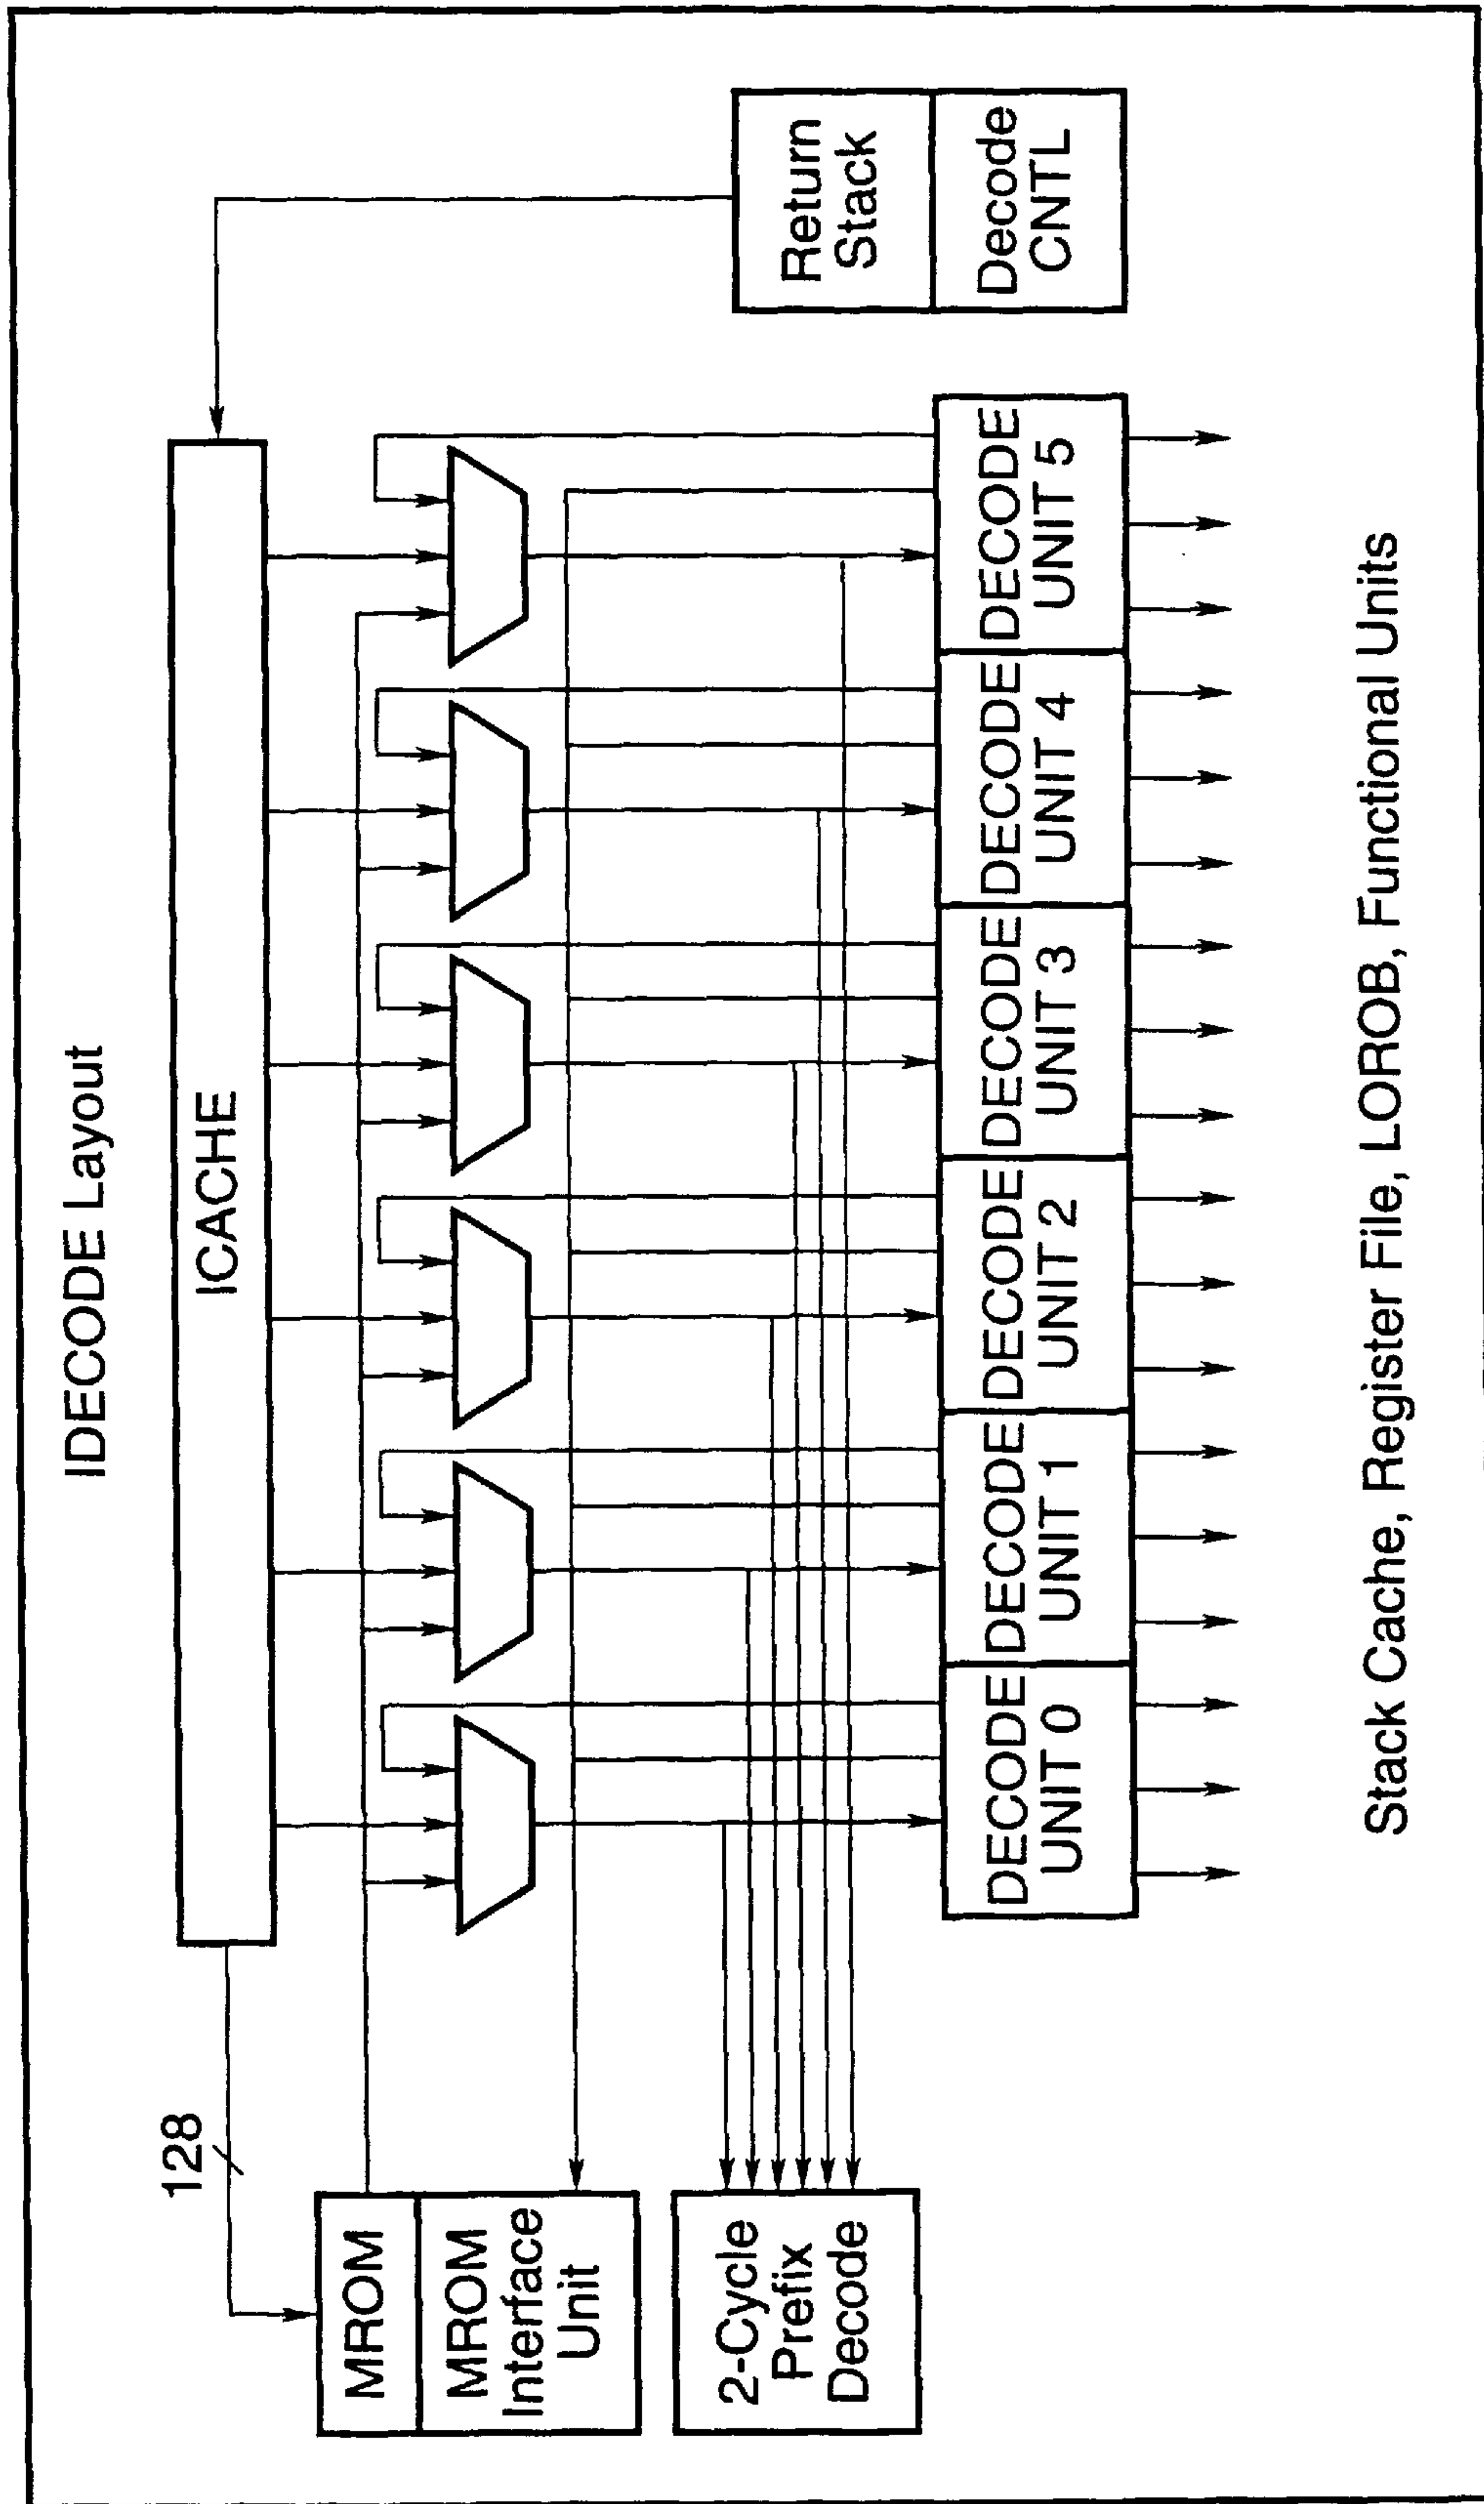 IDECODE Layout
ICACHE
128
MROM
MROM
Interface
Unit
2-Cycle
Prefix
Decode
DECODE
UNIT 0
DECODE
UNIT 1
DECODE
UNIT 2
DECODE
UNIT 3
DECODE
UNIT 4
DECODE
UNIT 5
Return
Stack
Decode
CNTL
Stack Cache, Register File, LOROB, Functional Units